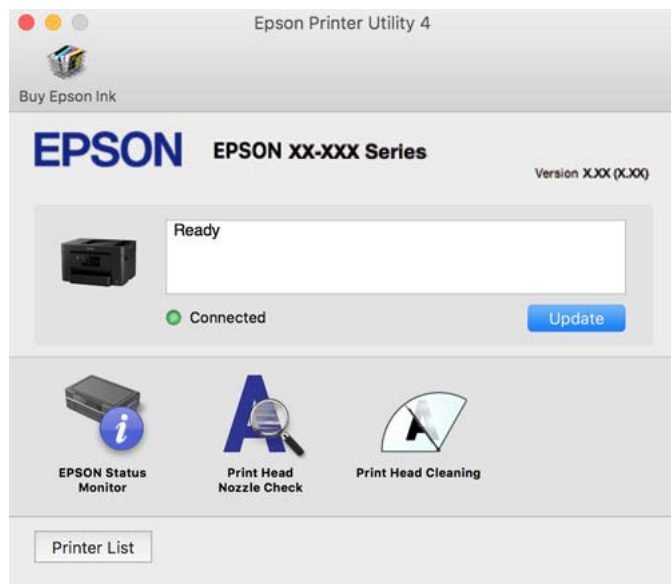 Epson Printer Utility 4
Buy Epson Ink
EPSON
EPSON XX-XXX Series
Version X.XX (X.XX)
Ready
Connected
Update
EPSON Status
Monitor
Print Head
Nozzle Check
Print Head Cleaning
Printer List